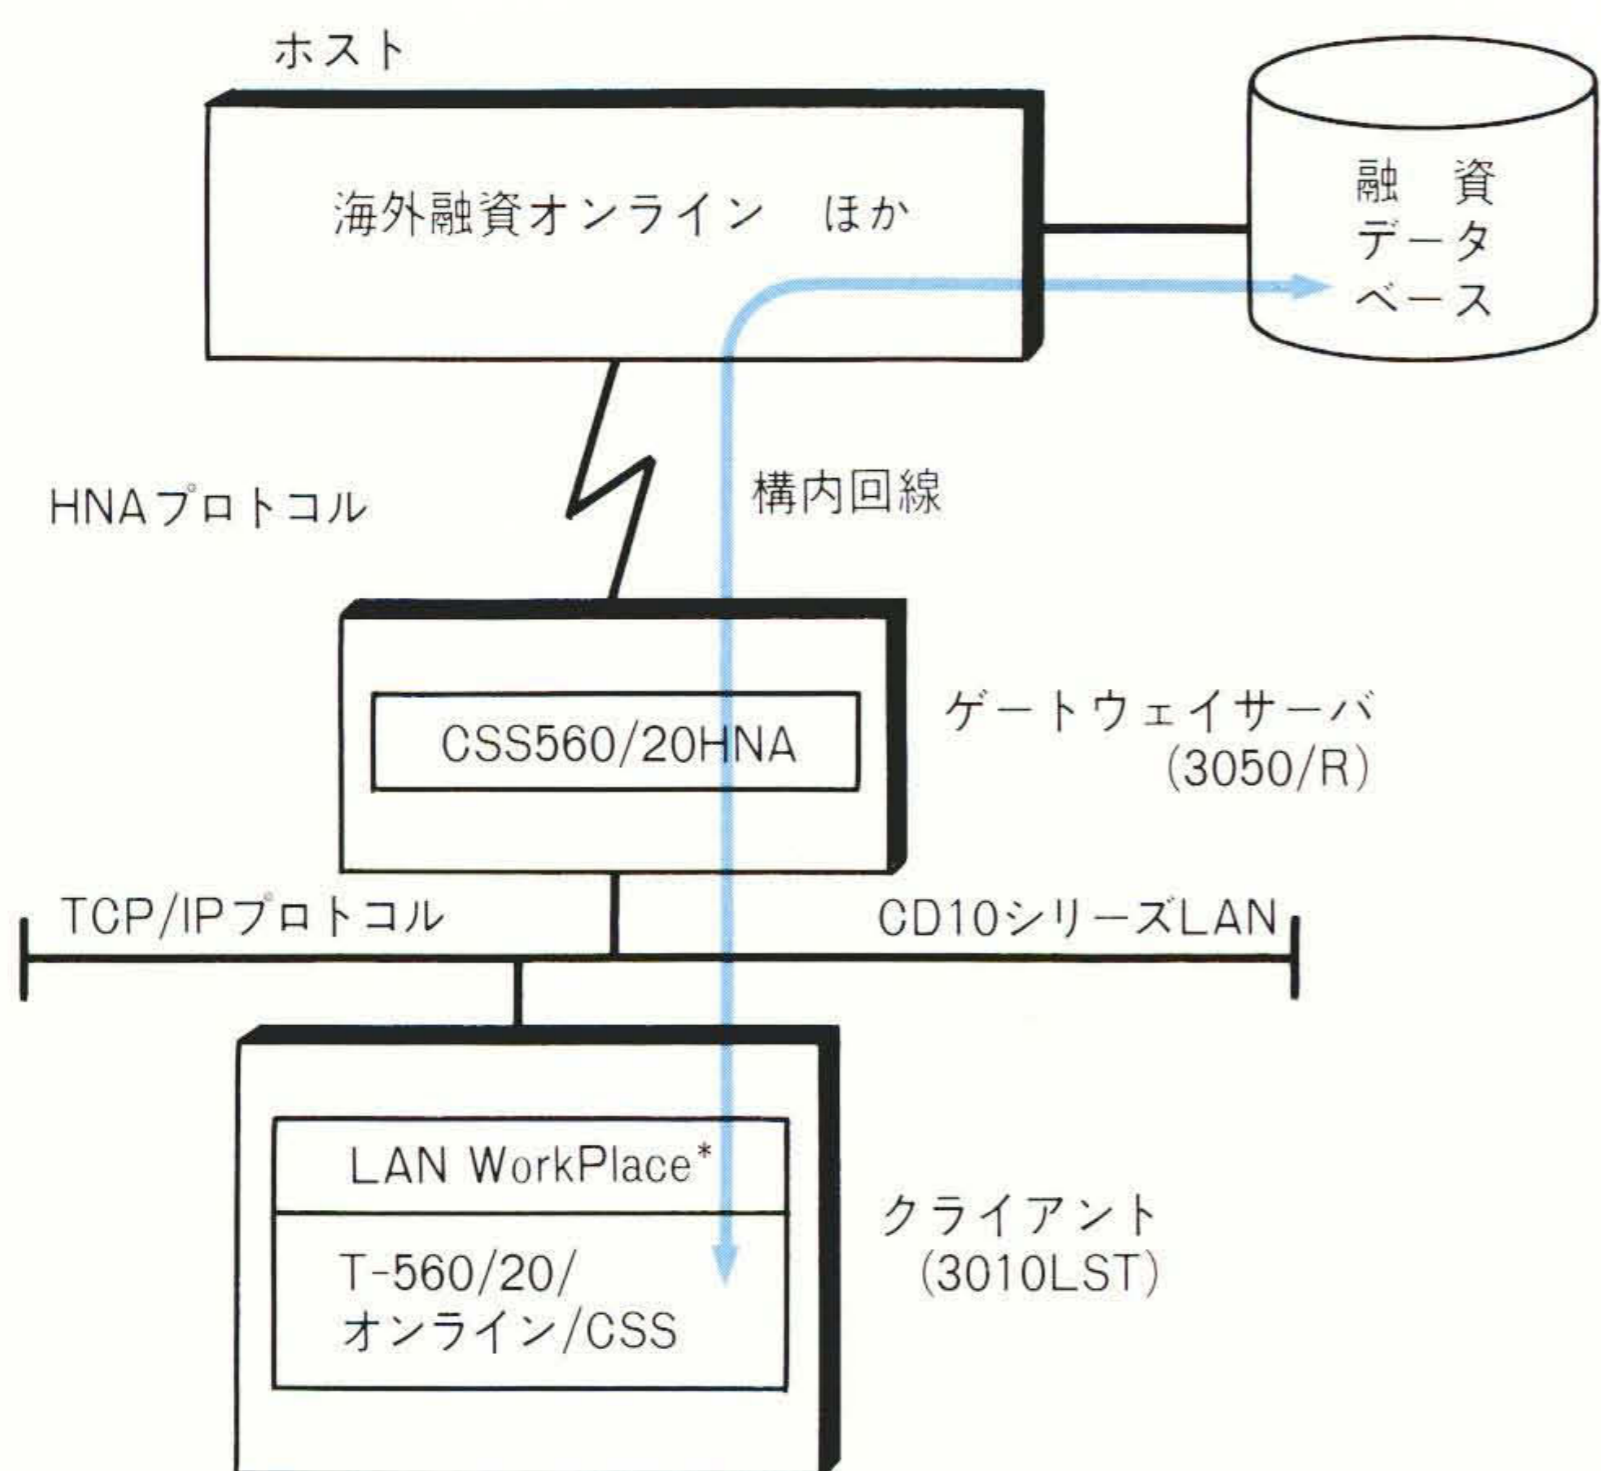 ホスト
海外融資オンライン ほか
融 資
データ
ベース
HNAプロトコル
構内回線
CSS560/20HNA
ゲートウェイサーバ
(3050/R)
TCP/IPプロトコル
CD10シリーズLAN
LAN WorkPlace*
T-560/20/
オンライン/CSS
クライアント
(3010LST)